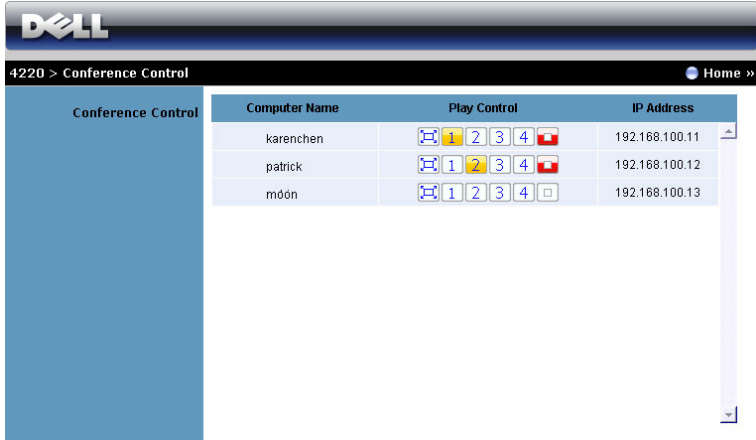 DELL
4220 > Conference Control
Home »
Conference Control
Computer Name Play Control IP Address
karenchen 1 2 3 4 192.168.100.11
patrick 1 2 3 4 192.168.100.12
móón 1 2 3 4 192.168.100.13